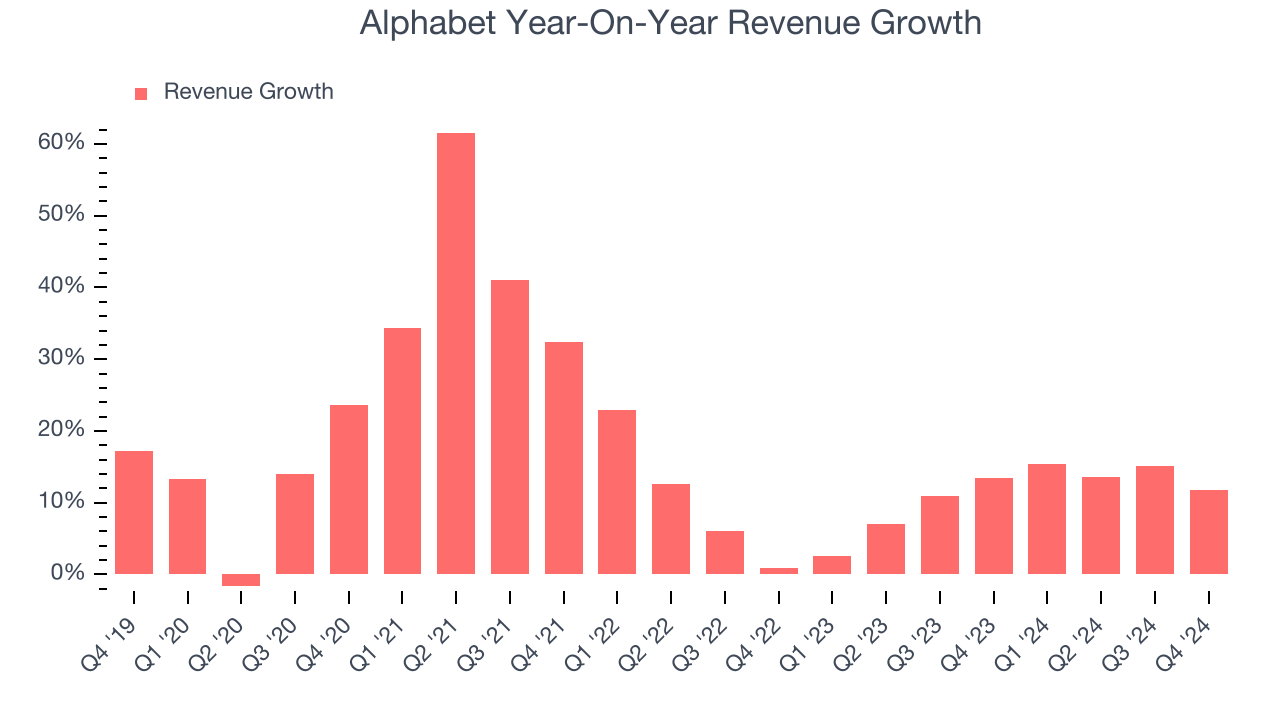 Alphabet Year-On-Year Revenue Growth
Revenue Growth
60%
50%
40%
30%
20%
10%
0%
Q4 '19
Q1 '20
Q2 '20
Q3 '20
Q4 '20
Q1 '21
Q2 '21
Q3 '21
Q4 '21
Q1 '22
Q2 '22
Q3 '22
Q4 '22
Q1 '23
Q2 '23
Q3 '23
Q4 '23
Q1 '24
Q2 '24
Q3 '24
Q4 '24